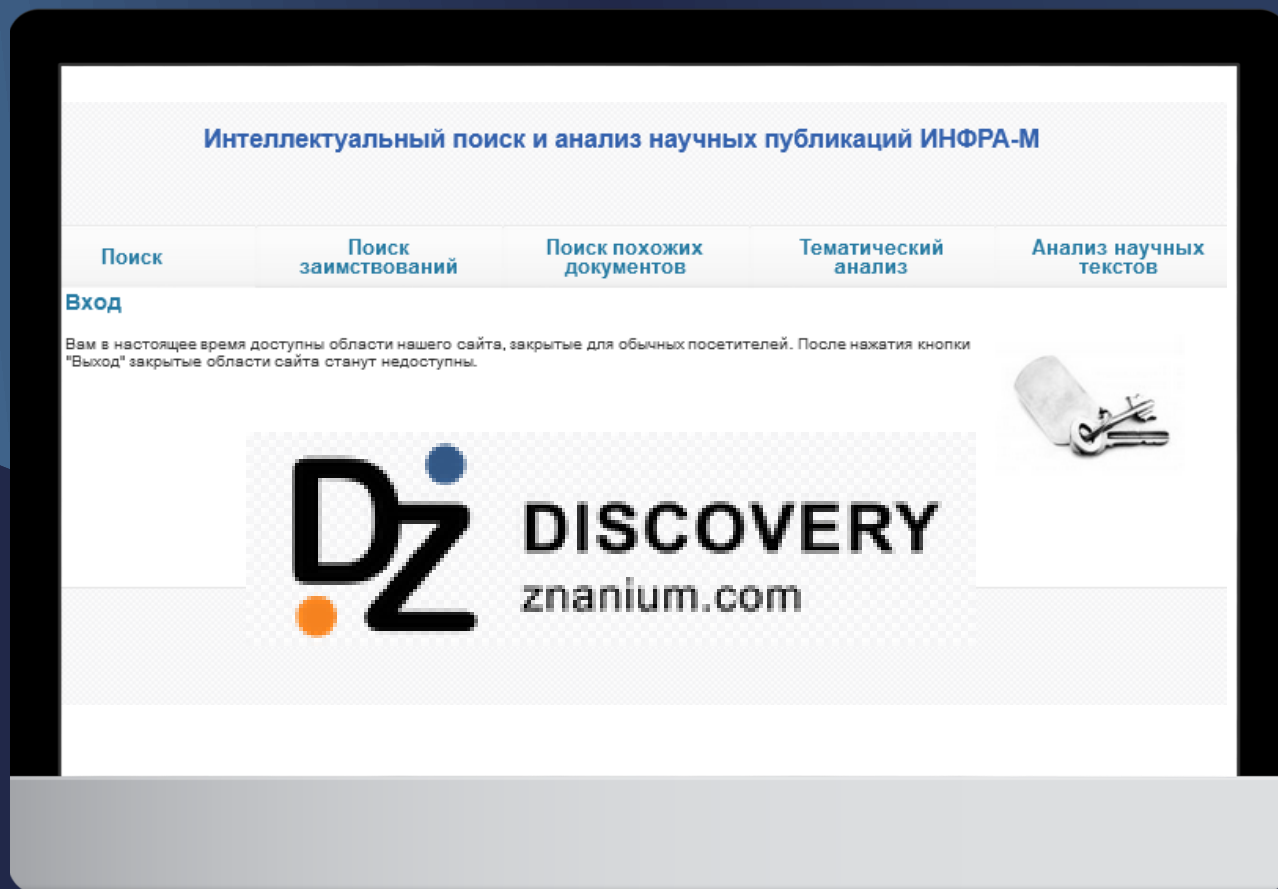 Интеллектуальный поиск и анализ научных публикаций ИНФРА-М
Поиск
Поиск
заимствований
Поиск похожих
документов
Тематический
анализ
Анализ научных
текстов
Вход
Вам в настоящее время доступны области нашего сайта, закрытые для обычных посетителей. После нажатия кнопки
"Выход" закрытые области сайта станут недоступны.
DZ
DISCOVERY
znanium.com